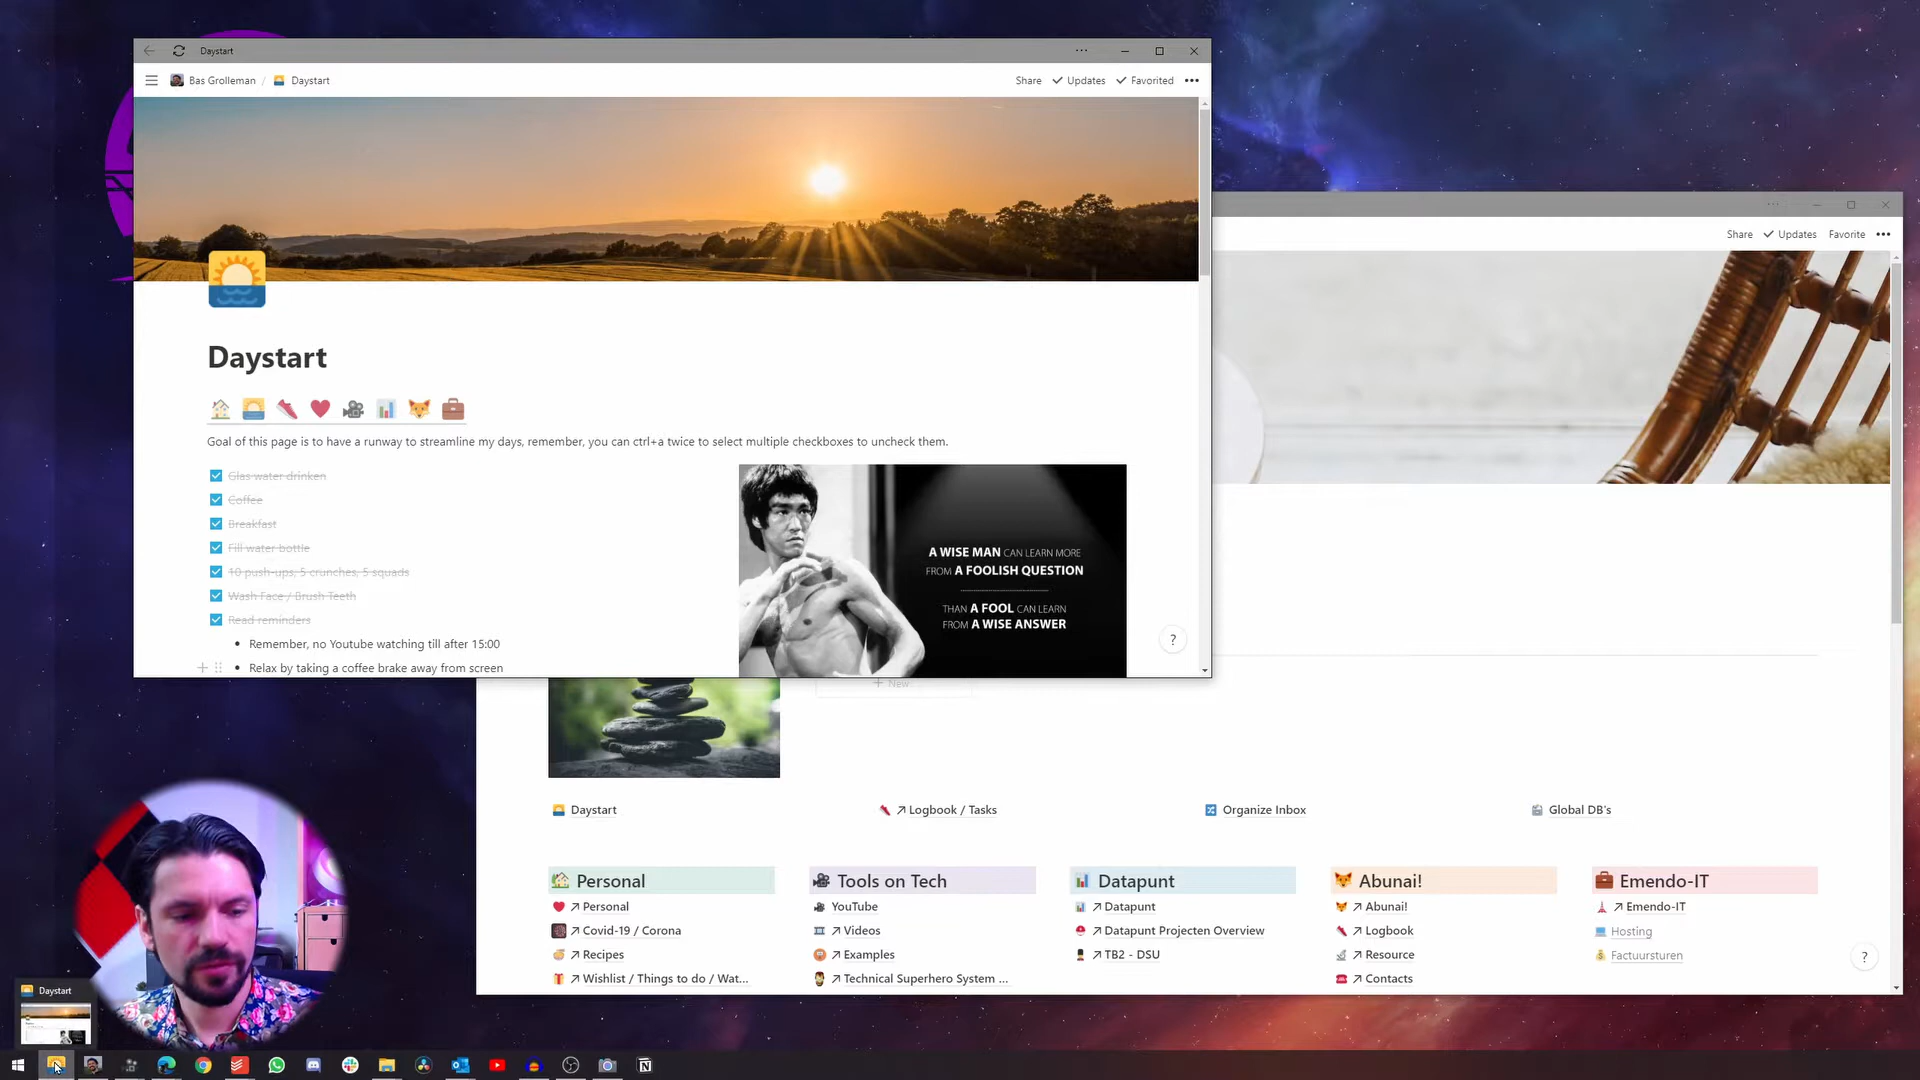 Daystart
Bas Grolleman / Daystart
Share Updates Favorited
Daystart
Goal of this page is to have a runway to streamline my days, remember, you can ctrl+a twice to select multiple checkboxes to uncheck them.
Glas water drinken
Coffee
Breakfast
Fill water bottle
10 push-ups, 5 crunches, 5 squads
Wash Face / Brush Teeth
Read reminders
Remember, no Youtube watching till after 15:00
Relax by taking a coffee brake away from screen
A WISE MAN CAN LEARN MORE
FROM A FOOLISH QUESTION
THAN A FOOL CAN LEARN
FROM A WISE ANSWER
?
Share Updates Favorite
+ New
Daystart
Logbook / Tasks
Organize Inbox
Global DB's
Personal
Personal
Covid-19 / Corona
Recipes
Wishlist / Things to do / Wat...
Tools on Tech
YouTube
Videos
Examples
Technical Superhero System ...
Datapunt
Datapunt
Datapunt Projecten Overview
TB2 - DSU
Abunai!
Abunai!
Logbook
Resource
Contacts
Emendo-IT
Emendo-IT
Hosting
Factuursturen
?
Daystart